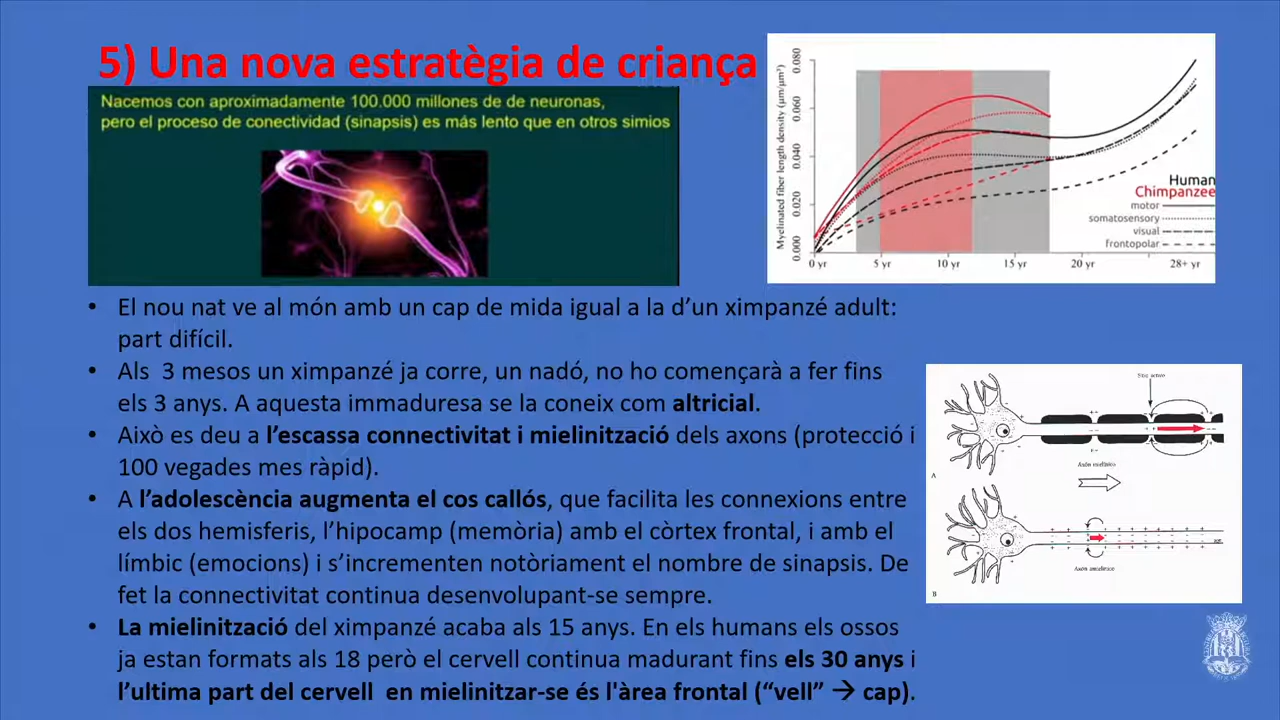 5) Una nova estratègia de criança
Nacemos con aproximadamente 100.000 millones de de neuronas,
pero el proceso de conectividad (sinapsis) es más lento que en otros simios
Myelinated fiber length density (μm/μm³)
0.080
0.060
0.040
0.020
0.000
0 yr
5 yr
10 yr
15 yr
20 yr
28+ yr
Human
Chimpanzee
motor
somatosensory
visual
frontopolar
• El nou nat ve al món amb un cap de mida igual a la d’un ximpanzé adult:
part difícil.
• Als 3 mesos un ximpanzé ja corre, un nadó, no ho començarà a fer fins
els 3 anys. A aquesta immaduresa se la coneix com altricial.
• Això es deu a l’escassa connectivitat i mielinització dels axons (protecció i
100 vegades mes ràpid).
• A l’adolescència augmenta el cos callós, que facilita les connexions entre
els dos hemisferis, l’hipocamp (memòria) amb el còrtex frontal, i amb el
límbic (emocions) i s’incrementen notòriament el nombre de sinapsis. De
fet la connectivitat continua desenvolupant-se sempre.
• La mielinització del ximpanzé acaba als 15 anys. En els humans els ossos
ja estan formats als 18 però el cervell continua madurant fins els 30 anys i
l’ultima part del cervell en mielinitzar-se és l'àrea frontal (“vell” → cap).
A
Axón mielínico
Axón amielínico
B